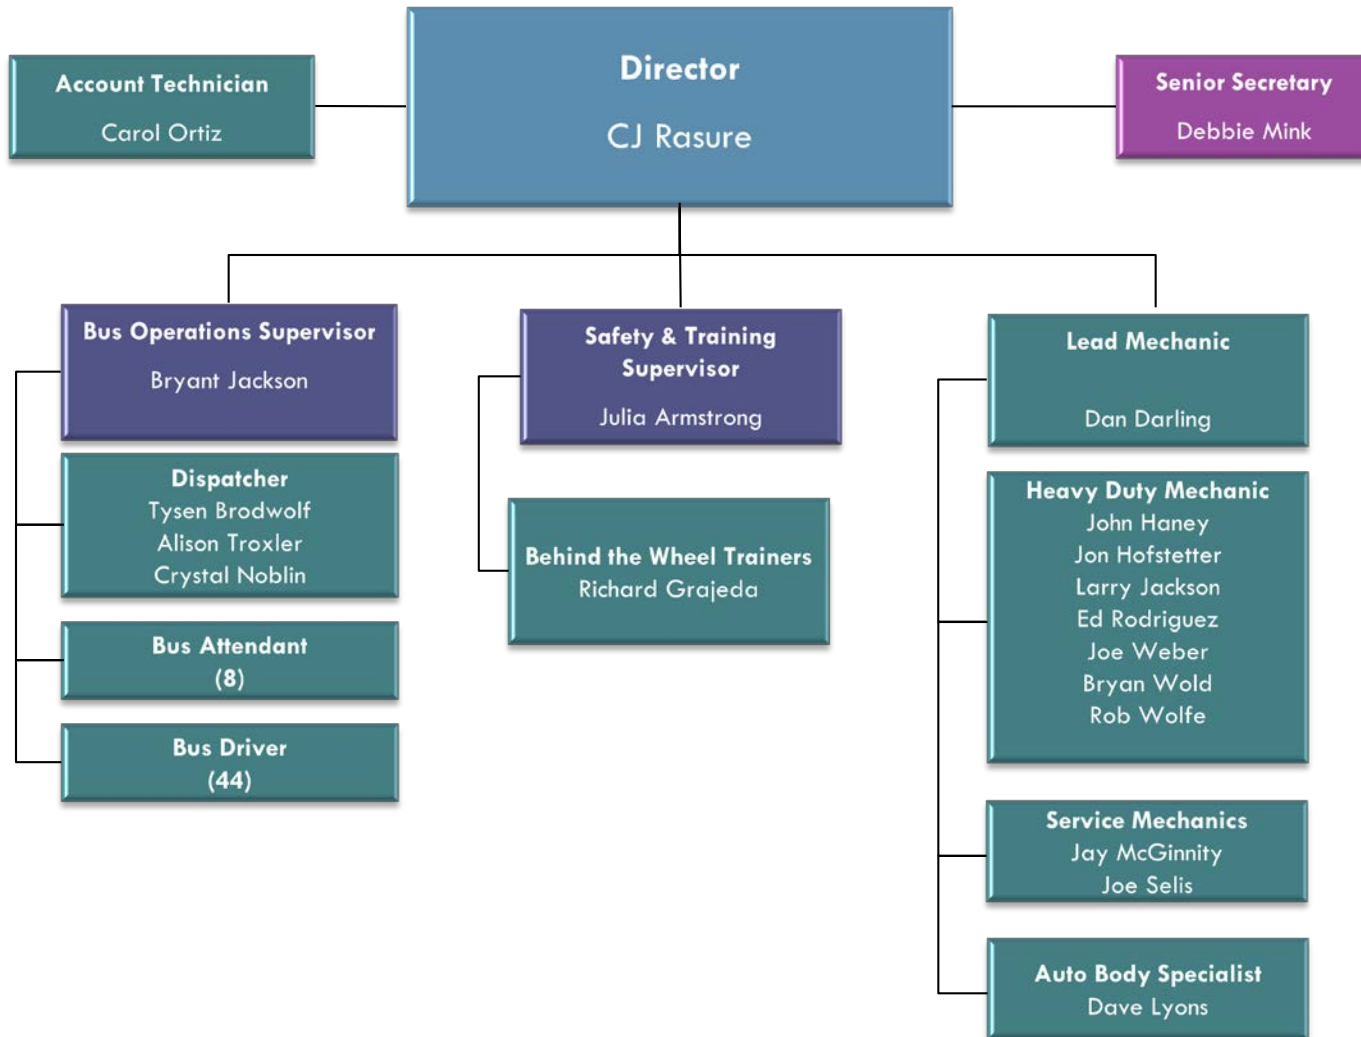 Account Technician
Carol Ortiz
Director
CJ Rasure
Senior Secretary
Debbie Mink
Bus Operations Supervisor
Bryant Jackson
Dispatcher
Tysen Brodwolf
Alison Troxler
Crystal Noblin
Bus Attendant
(8)
Bus Driver
(44)
Safety & Training
Supervisor
Julia Armstrong
Behind the Wheel Trainers
Richard Grajeda
Lead Mechanic
Dan Darling
Heavy Duty Mechanic
John Haney
Jon Hofstetter
Larry Jackson
Ed Rodriguez
Joe Weber
Bryan Wold
Rob Wolfe
Service Mechanics
Jay McGinnity
Joe Selis
Auto Body Specialist
Dave Lyons